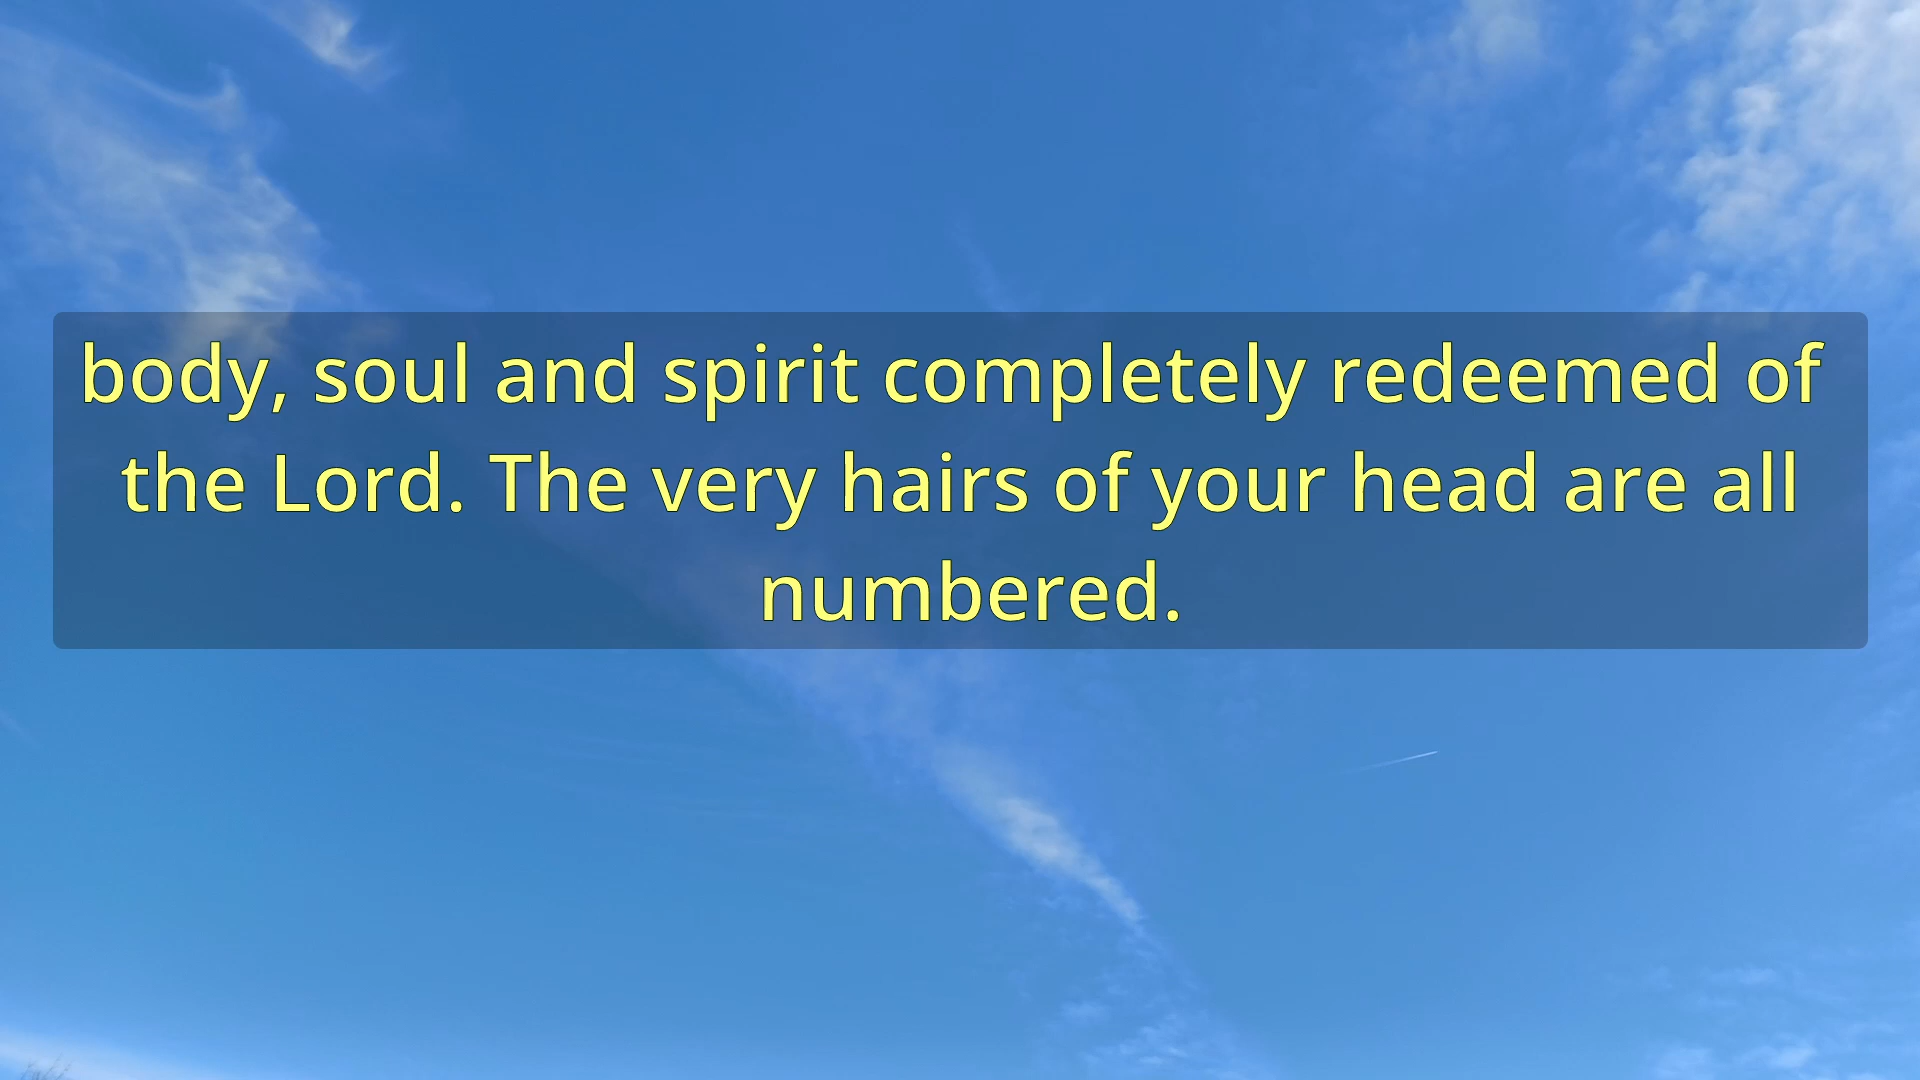 body, soul and spirit completely redeemed of
the Lord. The very hairs of your head are all
numbered.